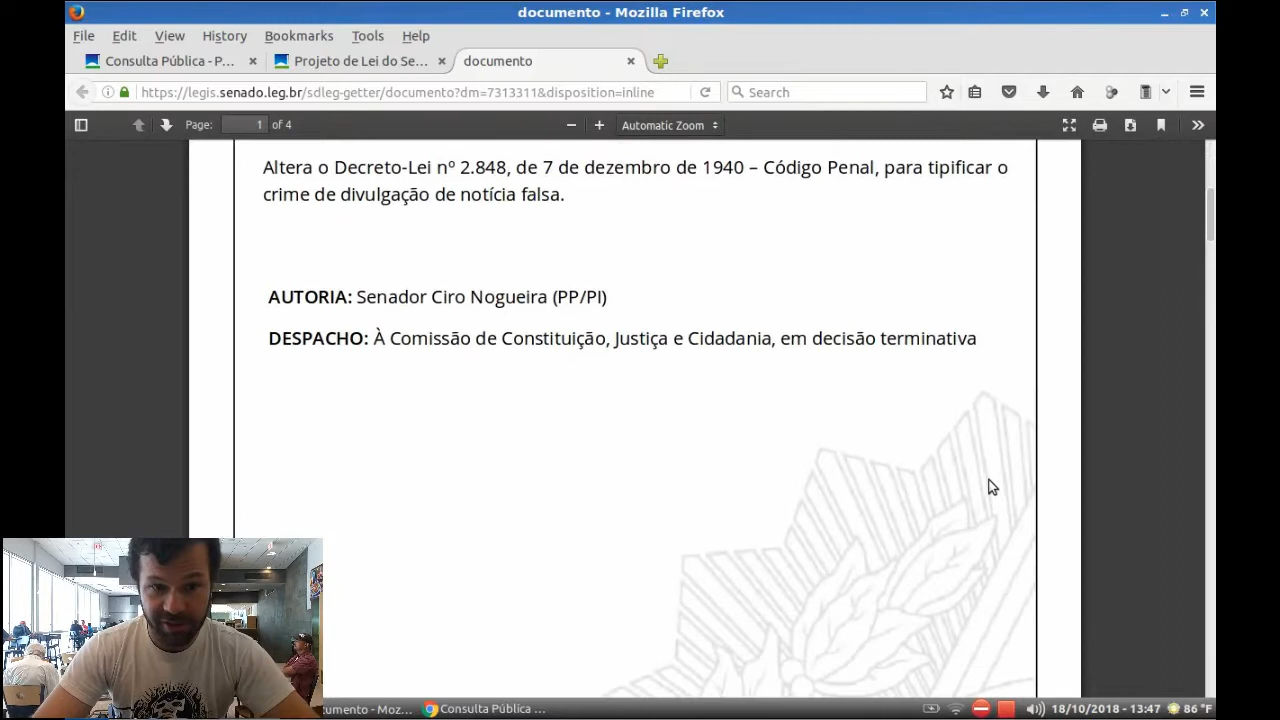 documento - Mozilla Firefox
File Edit View History Bookmarks Tools Help
Consulta Pública - P... Projeto de Lei do Se... documento
https://legis.senado.leg.br/sdleg-getter/documento?dm=7313311&disposition=inline Search
Page: 1 of 4 Automatic Zoom
Altera o Decreto-Lei nº 2.848, de 7 de dezembro de 1940 – Código Penal, para tipificar o
crime de divulgação de notícia falsa.
AUTORIA: Senador Ciro Nogueira (PP/PI)
DESPACHO: À Comissão de Constituição, Justiça e Cidadania, em decisão terminativa
cumento - Moz... Consulta Pública ... 18/10/2018 - 13:47 86 °F